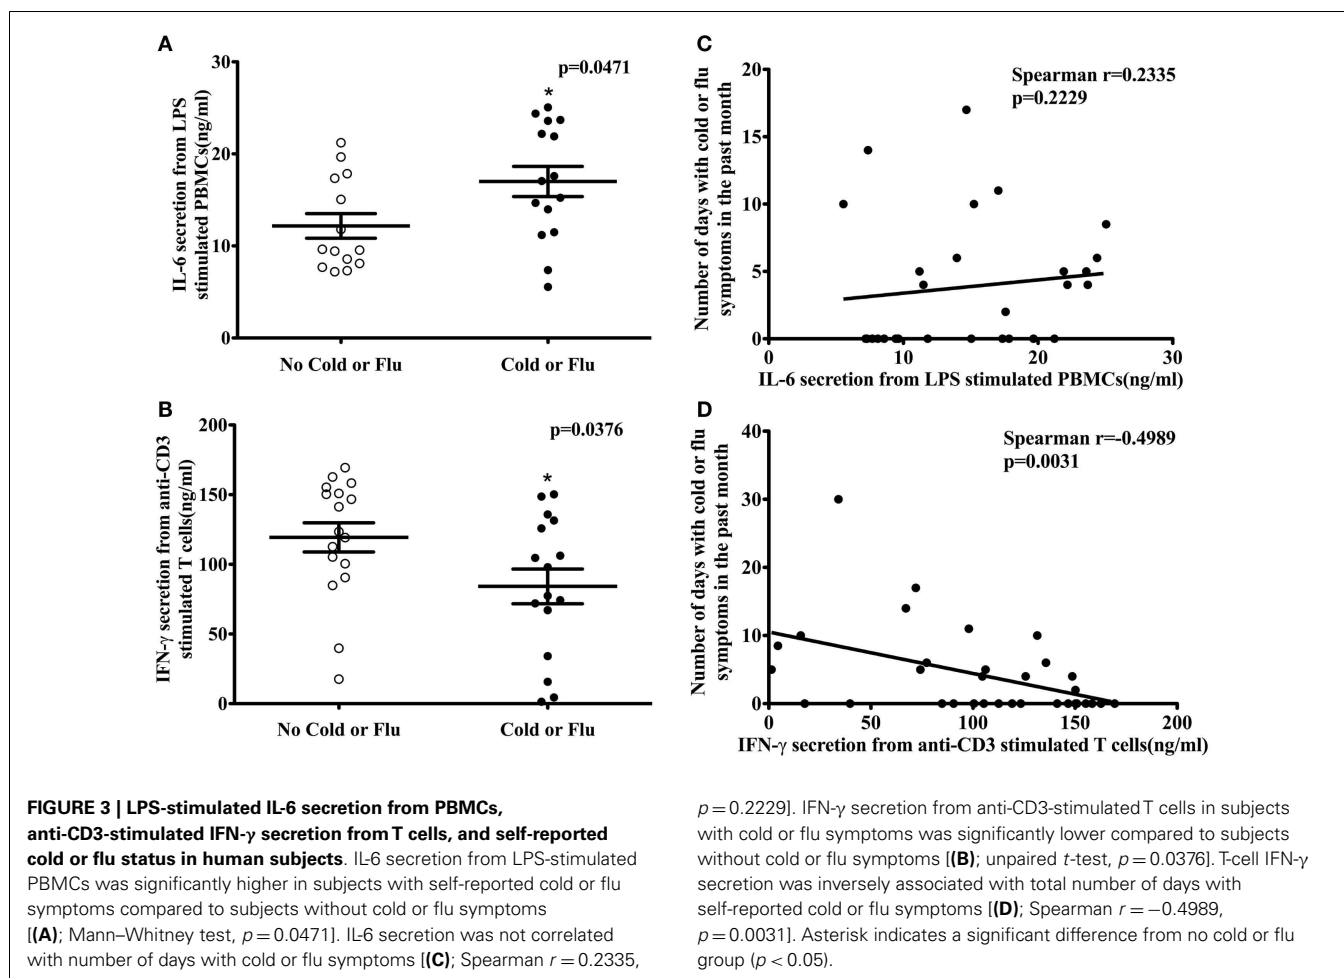 A
30
20
10
0
IL-6 secretion from LPS
stimulated PBMCs(ng/ml)
p=0.0471
*
No Cold or Flu
Cold or Flu
B
200
150
100
50
0
IFN-γ secretion from anti-CD3
stimulated T cells(ng/ml)
p=0.0376
*
No Cold or Flu
Cold or Flu
C
20
15
10
5
0
Number of days with cold or flu
symptoms in the past month
Spearman r=0.2335
p=0.2229
0
10
20
30
IL-6 secretion from LPS stimulated PBMCs(ng/ml)
D
40
30
20
10
0
Number of days with cold or flu
symptoms in the past month
Spearman r=-0.4989
p=0.0031
0
50
100
150
200
IFN-γ secretion from anti-CD3 stimulated T cells(ng/ml)
FIGURE 3 | LPS-stimulated IL-6 secretion from PBMCs,
anti-CD3-stimulated IFN-γ secretion from T cells, and self-reported
cold or flu status in human subjects. IL-6 secretion from LPS-stimulated
PBMCs was significantly higher in subjects with self-reported cold or flu
symptoms compared to subjects without cold or flu symptoms
[(A); Mann–Whitney test, p = 0.0471]. IL-6 secretion was not correlated
with number of days with cold or flu symptoms [(C); Spearman r = 0.2335,
p = 0.2229]. IFN-γ secretion from anti-CD3-stimulated T cells in subjects
with cold or flu symptoms was significantly lower compared to subjects
without cold or flu symptoms [(B); unpaired t-test, p = 0.0376]. T-cell IFN-γ
secretion was inversely associated with total number of days with
self-reported cold or flu symptoms [(D); Spearman r = −0.4989,
p = 0.0031]. Asterisk indicates a significant difference from no cold or flu
group (p < 0.05).